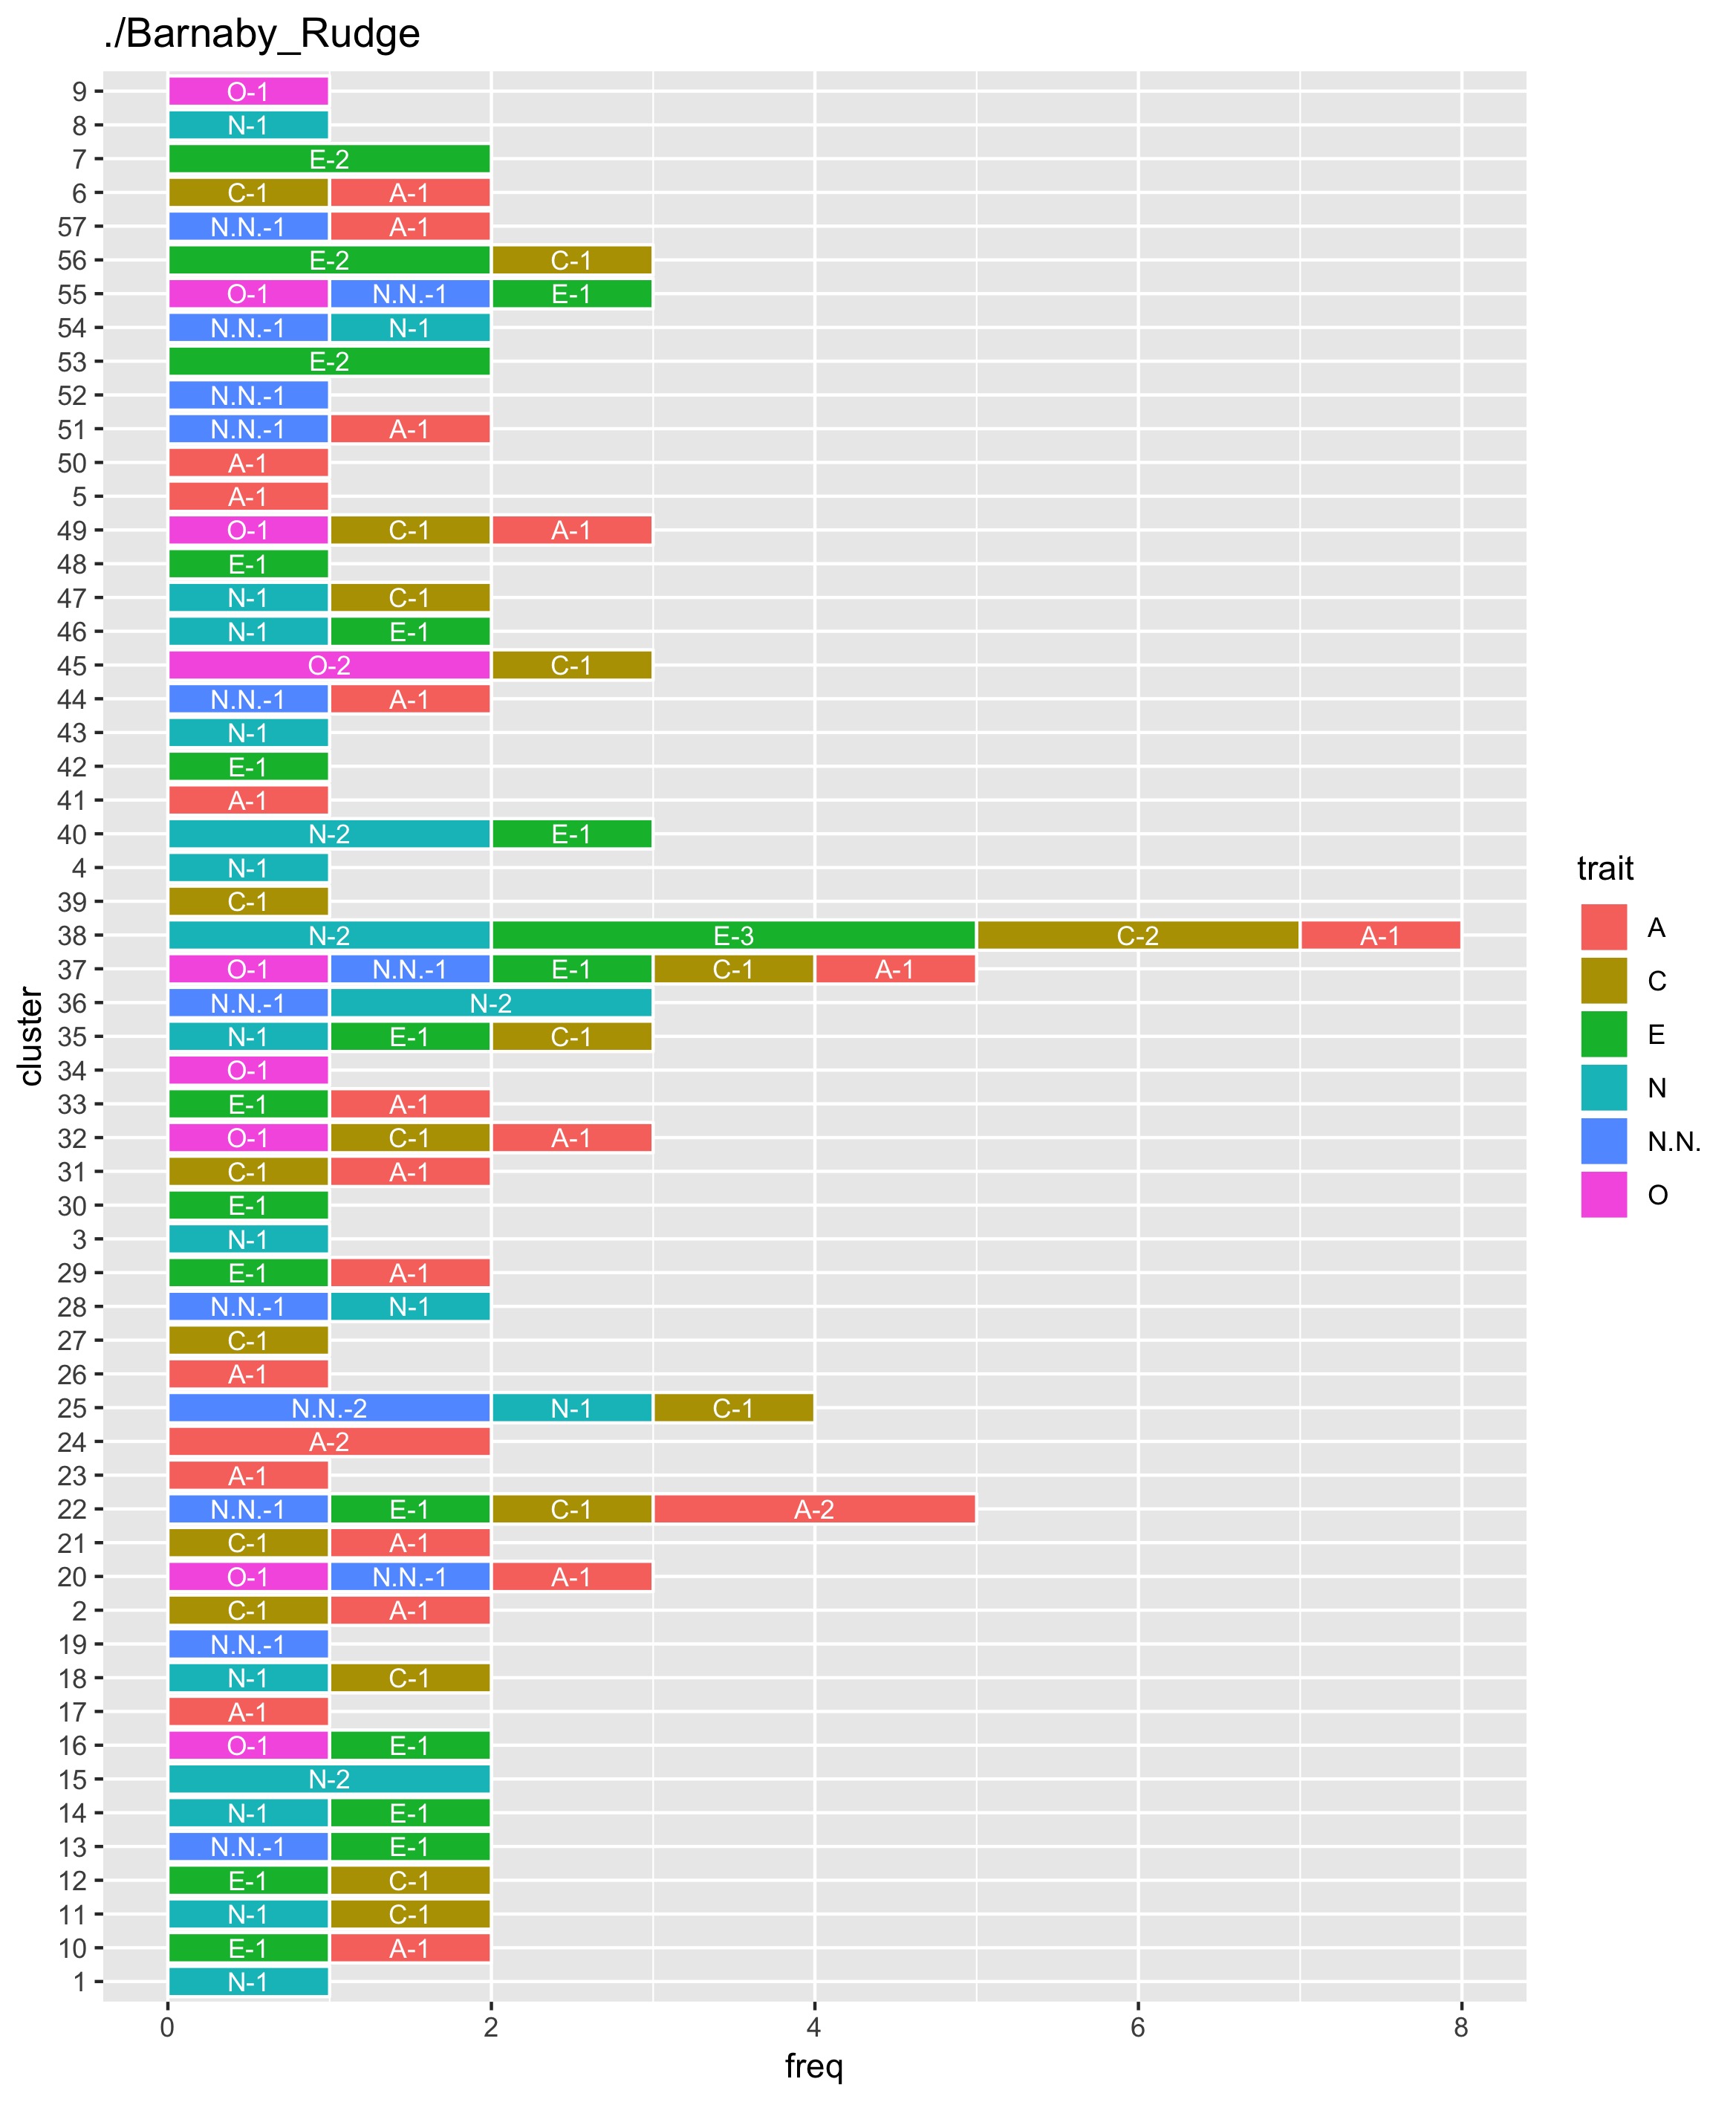 ./Barnaby_Rudge
9 O-1
8 N-1
7 E-2
6 C-1 A-1
57 N.N.-1 A-1
56 E-2 C-1
55 O-1 N.N.-1 E-1
54 N.N.-1 N-1
53 E-2
52 N.N.-1
51 N.N.-1 A-1
50 A-1
5 A-1
49 O-1 C-1 A-1
48 E-1
47 N-1 C-1
46 N-1 E-1
45 O-2 C-1
44 N.N.-1 A-1
43 N-1
42 E-1
41 A-1
40 N-2 E-1
4 N-1
39 C-1
38 N-2 E-3 C-2 A-1
37 O-1 N.N.-1 E-1 C-1 A-1
36 N.N.-1 N-2
35 N-1 E-1 C-1
34 O-1
33 E-1 A-1
32 O-1 C-1 A-1
31 C-1 A-1
30 E-1
3 N-1
29 E-1 A-1
28 N.N.-1 N-1
27 C-1
26 A-1
25 N.N.-2 N-1 C-1
24 A-2
23 A-1
22 N.N.-1 E-1 C-1 A-2
21 C-1 A-1
20 O-1 N.N.-1 A-1
2 C-1 A-1
19 N.N.-1
18 N-1 C-1
17 A-1
16 O-1 E-1
15 N-2
14 N-1 E-1
13 N.N.-1 E-1
12 E-1 C-1
11 N-1 C-1
10 E-1 A-1
1 N-1
0 2 4 6 8
freq
cluster
trait
A
C
E
N
N.N.
O